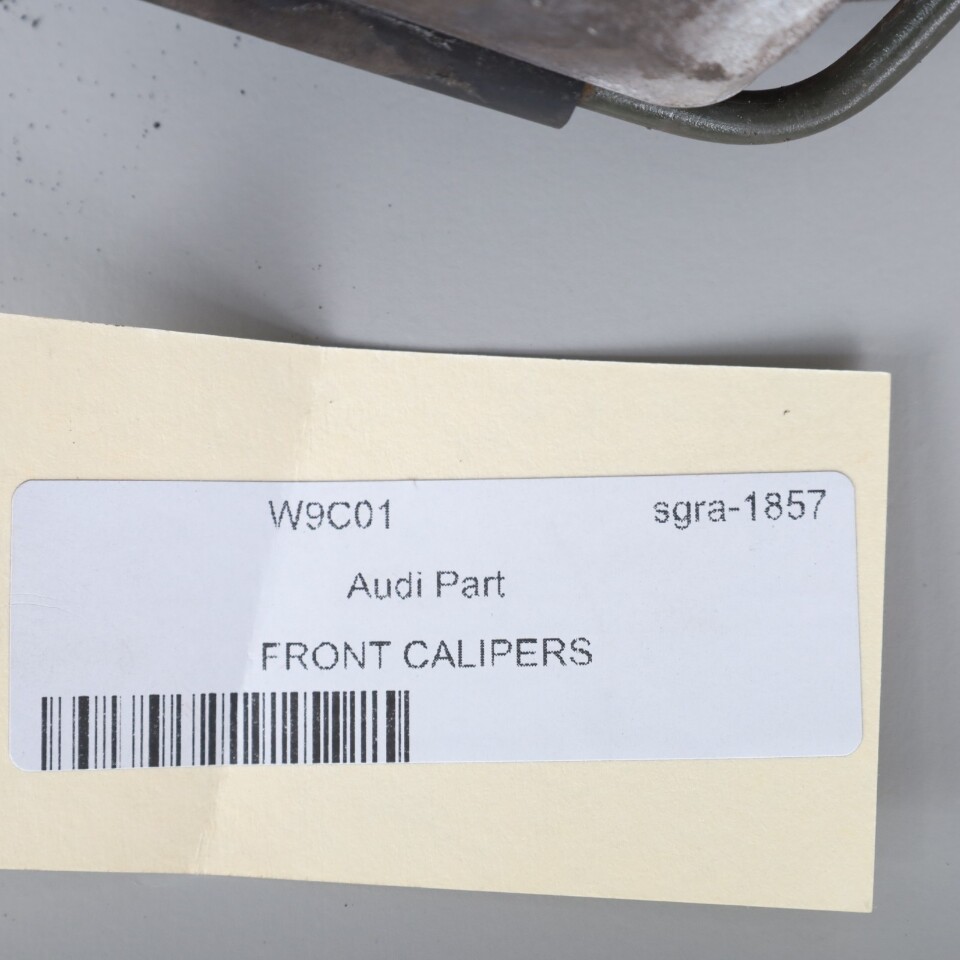 W9C01 sgra-1857
Audi Part
FRONT CALIPERS